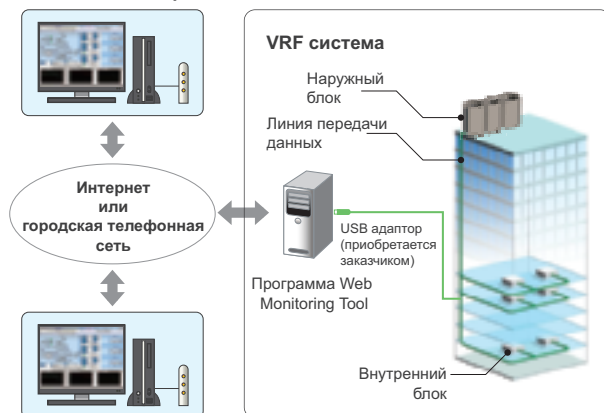 VRF система
Наружный
блок
Линия передачи
данных
Интернет
или
городская телефонная
сеть
USB адаптор
(приобретается
заказчиком)
Программа Web
Monitoring Tool
Внутренний
блок